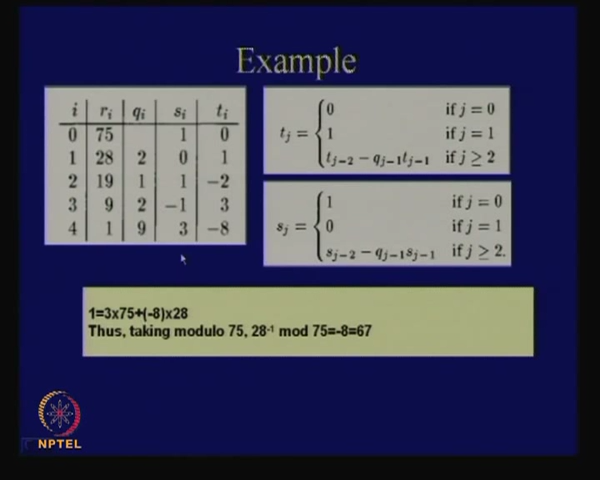 Example
i r_i q_i s_i t_i
0 75 1 0
1 28 2 0 1
2 19 1 1 −2
3 9 2 −1 3
4 1 9 3 −8
t_j = { 0 if j = 0
1 if j = 1
t_{j−2} − q_{j−1}t_{j−1} if j ≥ 2
s_j = { 1 if j = 0
0 if j = 1
s_{j−2} − q_{j−1}s_{j−1} if j ≥ 2.
1=3x75+(-8)x28
Thus, taking modulo 75, 28⁻¹ mod 75=-8=67
NPTEL